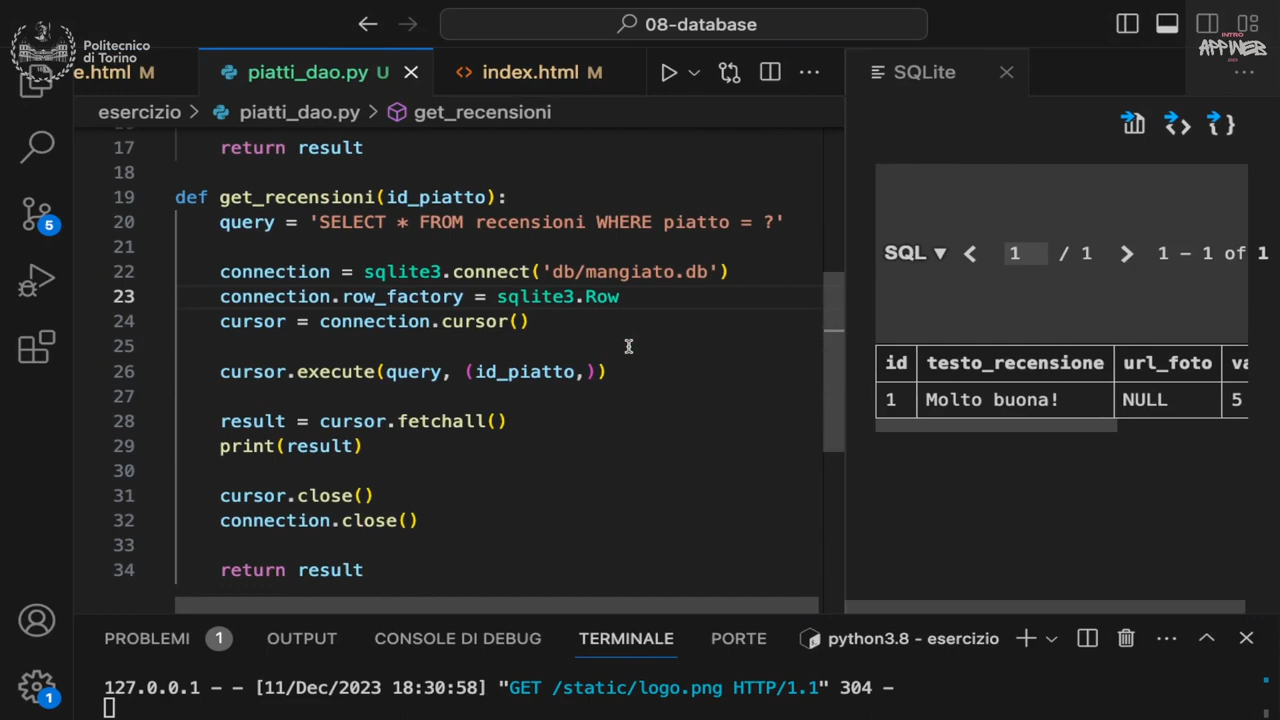 08-database
Politecnico
di Torino
INTRO
APPWEB
e.html M
piatti_dao.py U
index.html M
SQLite
esercizio > piatti_dao.py > get_recensioni
17 return result
18
19 def get_recensioni(id_piatto):
20 query = 'SELECT * FROM recensioni WHERE piatto = ?'
21
22 connection = sqlite3.connect('db/mangiato.db')
23 connection.row_factory = sqlite3.Row
24 cursor = connection.cursor()
25
26 cursor.execute(query, (id_piatto,))
27
28 result = cursor.fetchall()
29 print(result)
30
31 cursor.close()
32 connection.close()
33
34 return result
SQL ▼ < 1 / 1 > 1 - 1 of 1
id testo_recensione url_foto va
1 Molto buona! NULL 5
PROBLEMI 1 OUTPUT CONSOLE DI DEBUG TERMINALE PORTE python3.8 - esercizio
127.0.0.1 - - [11/Dec/2023 18:30:58] "GET /static/logo.png HTTP/1.1" 304 -
5
1